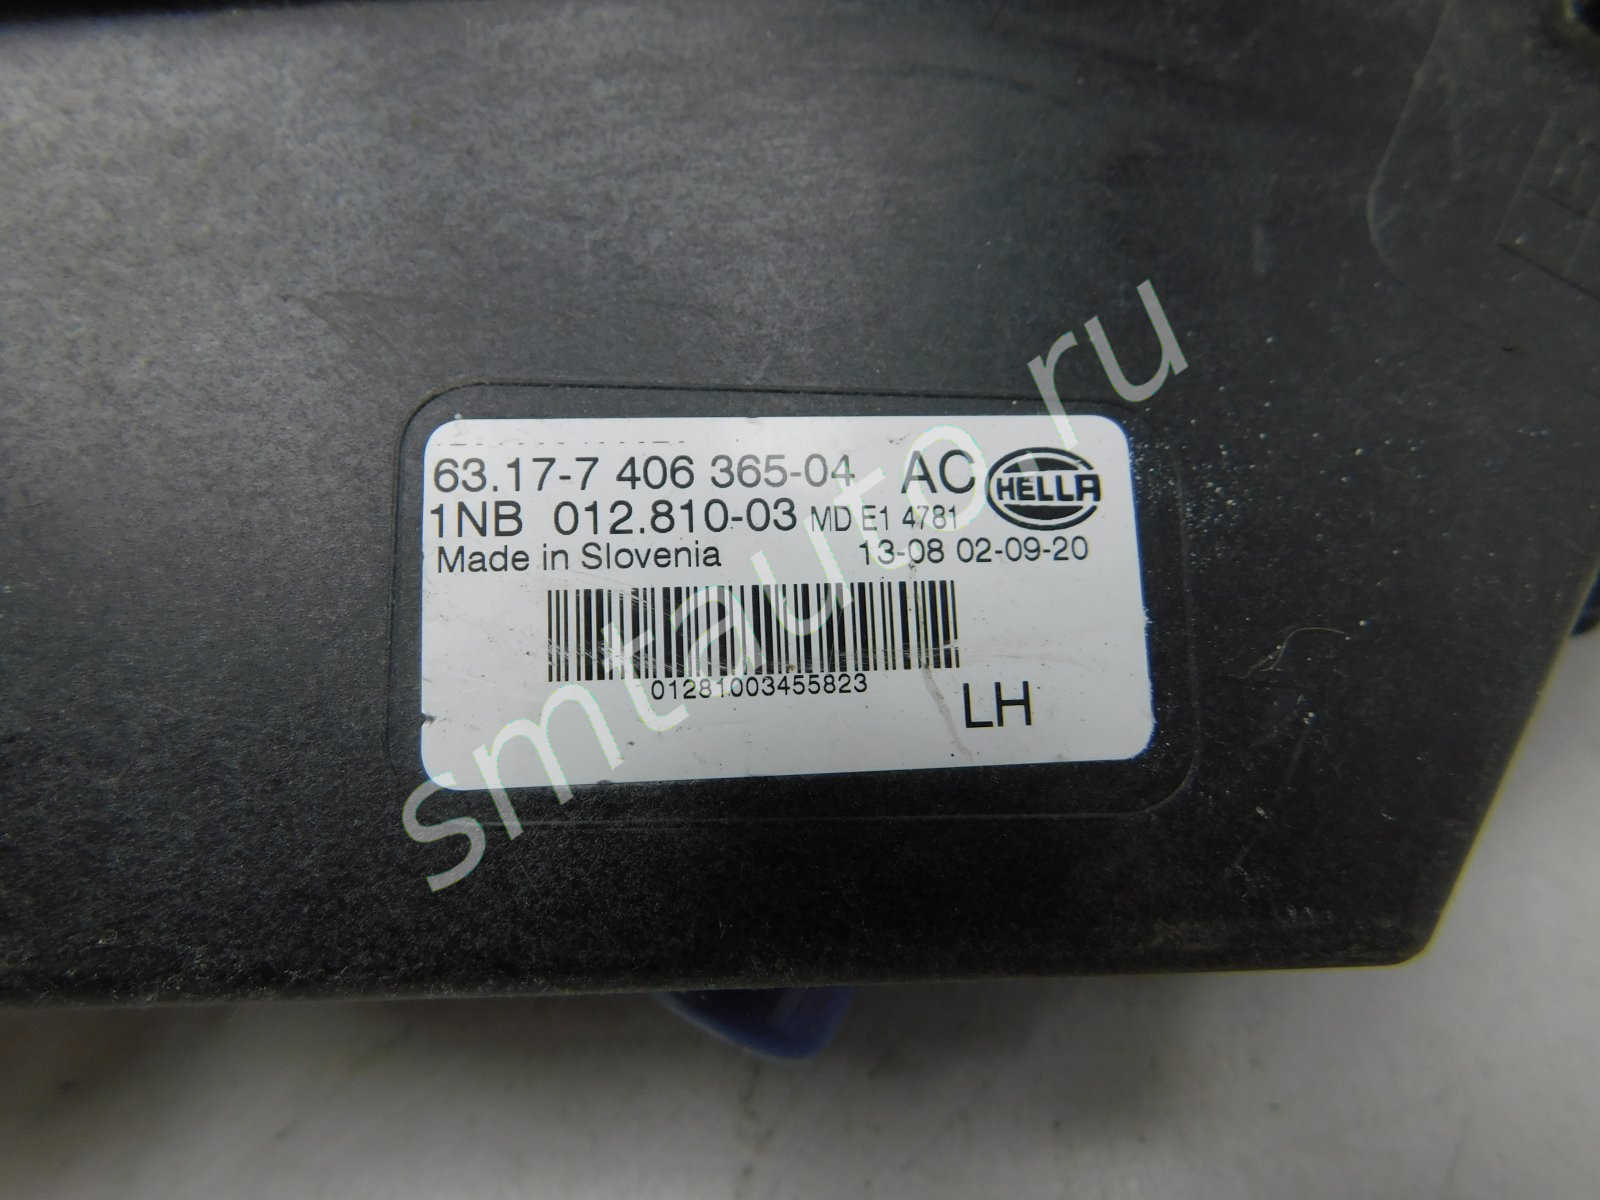 63.17-7 406 365-04 AC HELLA
1NB 012.810-03 MD E1 4781
Made in Slovenia 13-08 02-09-20
01281003455823
LH
smtauto.ru